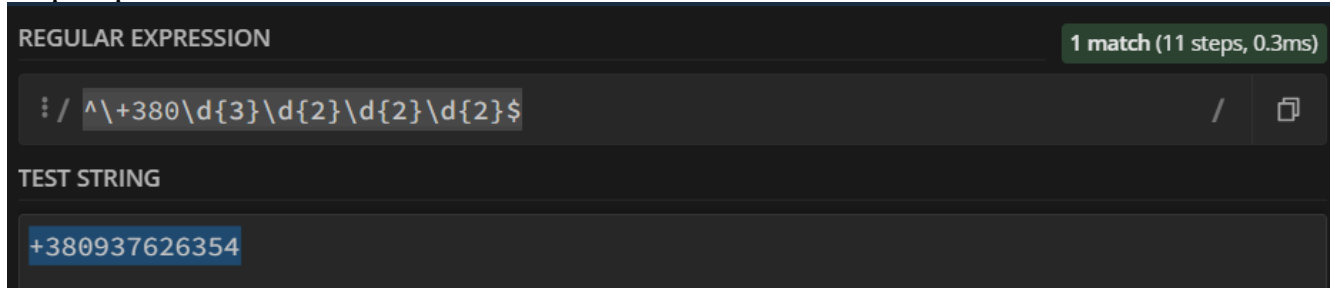 REGULAR EXPRESSION
1 match (11 steps, 0.3ms)
/ ^\+380\d{3}\d{2}\d{2}\d{2}$ /
TEST STRING
+380937626354